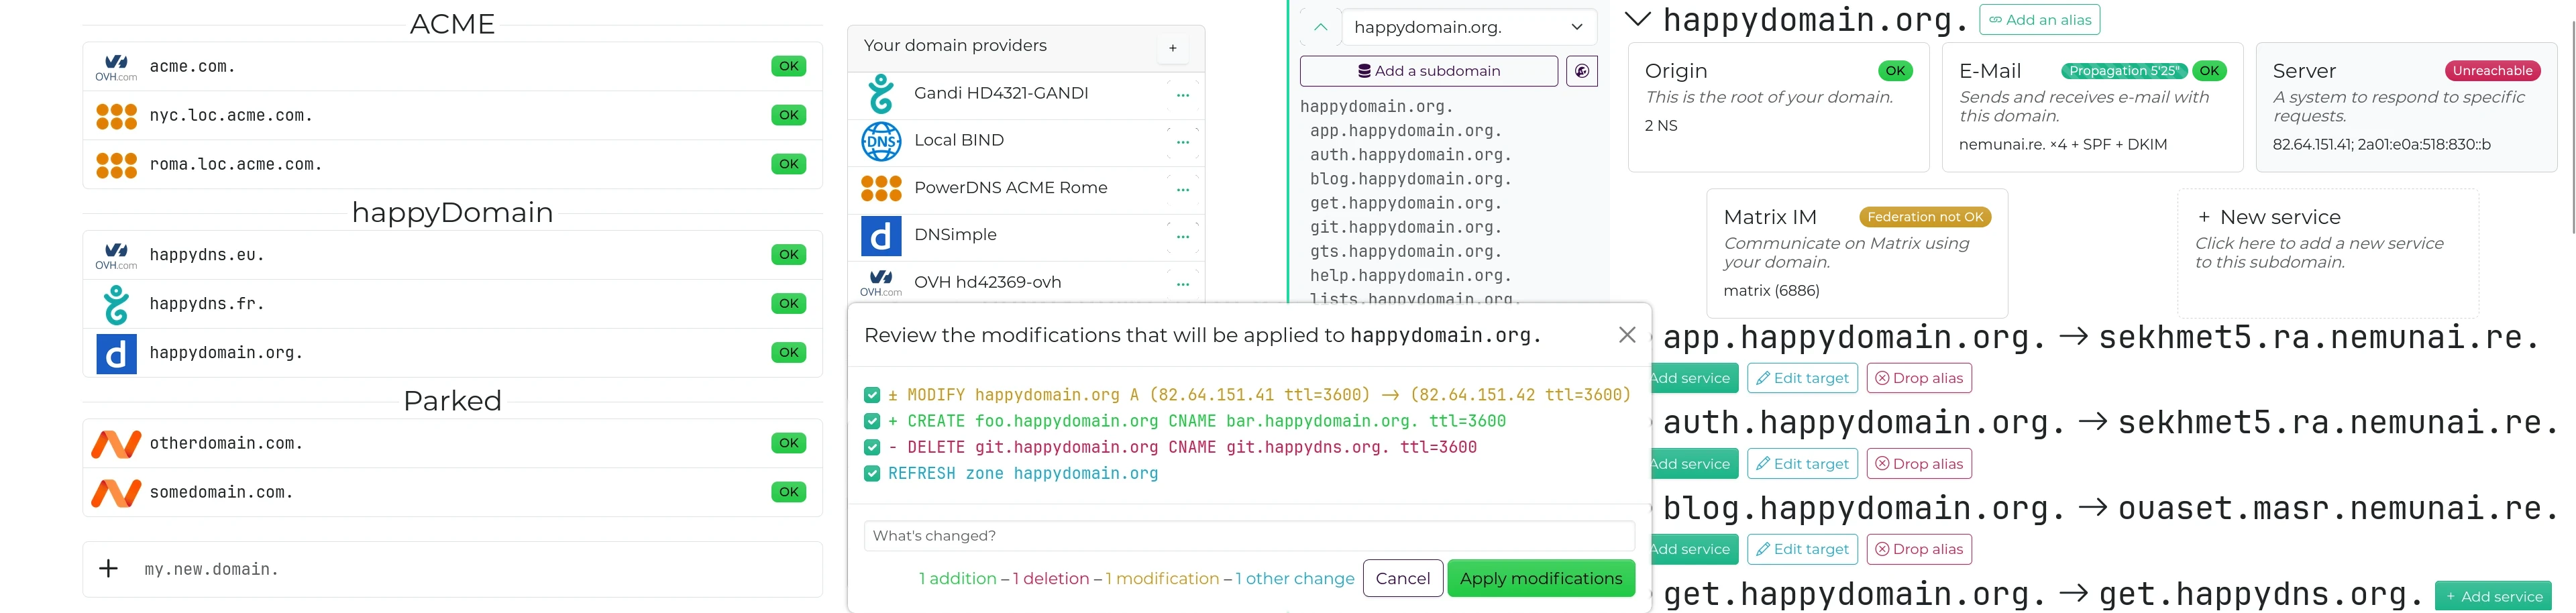 ACME
OVH.com acme.com. OK
nyc.loc.acme.com. OK
roma.loc.acme.com. OK
happyDomain
OVH.com happydns.eu. OK
happydns.fr. OK
d happydomain.org. OK
Parked
otherdomain.com. OK
somedomain.com. OK
+ my.new.domain.
Your domain providers +
Gandi HD4321-GANDI ...
DNS Local BIND ...
PowerDNS ACME Rome ...
d DNSimple ...
OVH.com OVH hd42369-ovh ...
happydomain.org.
Add a subdomain
happydomain.org.
app.happydomain.org.
auth.happydomain.org.
blog.happydomain.org.
get.happydomain.org.
git.happydomain.org.
gts.happydomain.org.
help.happydomain.org.
lists.happydomain.org.
Review the modifications that will be applied to happydomain.org.
± MODIFY happydomain.org A (82.64.151.41 ttl=3600) → (82.64.151.42 ttl=3600)
+ CREATE foo.happydomain.org CNAME bar.happydomain.org. ttl=3600
- DELETE git.happydomain.org CNAME git.happydns.org. ttl=3600
REFRESH zone happydomain.org
What's changed?
1 addition – 1 deletion – 1 modification – 1 other change Cancel Apply modifications
happydomain.org. Add an alias
Origin OK
This is the root of your domain.
2 NS
E-Mail Propagation 5'25" OK
Sends and receives e-mail with
this domain.
nemunai.re. ×4 + SPF + DKIM
Server Unreachable
A system to respond to specific
requests.
82.64.151.41; 2a01:e0a:518:830::b
Matrix IM Federation not OK
Communicate on Matrix using
your domain.
matrix (6886)
+ New service
Click here to add a new service
to this subdomain.
app.happydomain.org. → sekhmet5.ra.nemunai.re.
Add service Edit target Drop alias
auth.happydomain.org. → sekhmet5.ra.nemunai.re.
Add service Edit target Drop alias
blog.happydomain.org. → ouaset.masr.nemunai.re.
Add service Edit target Drop alias
get.happydomain.org. → get.happydns.org. + Add service